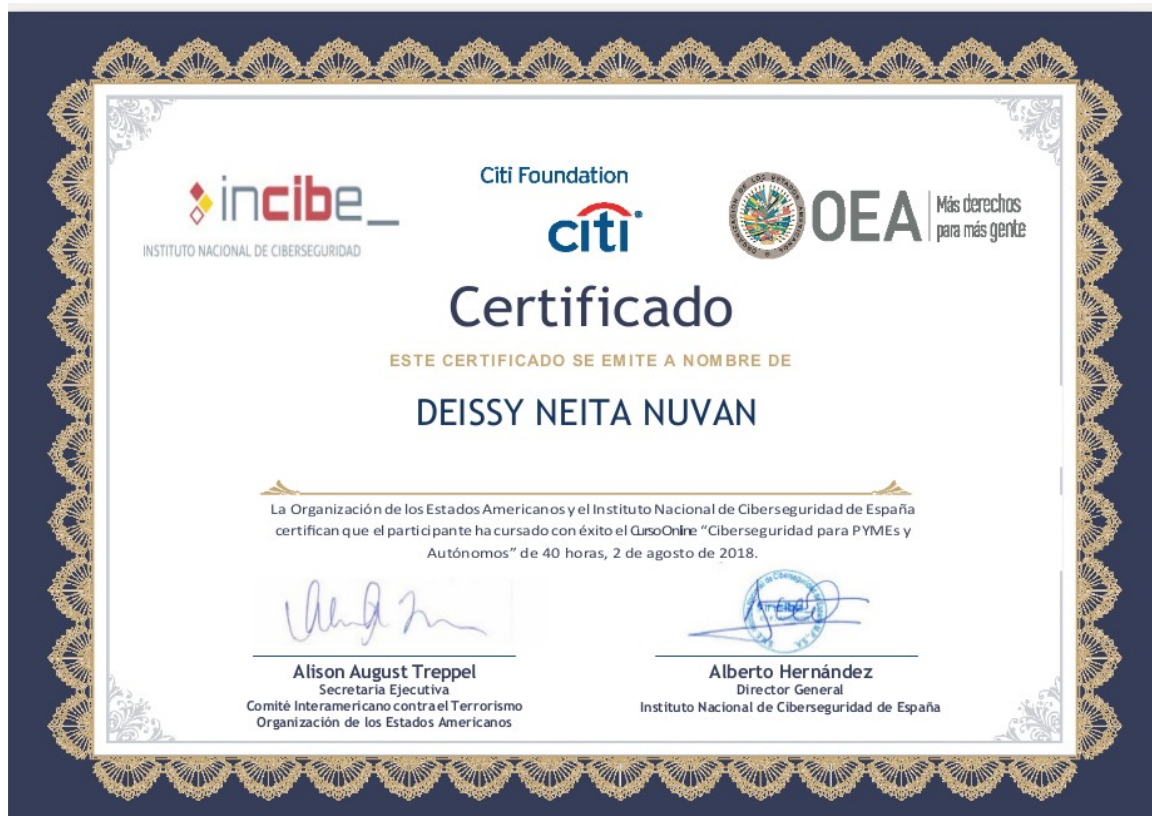 incibe_
INSTITUTO NACIONAL DE CIBERSEGURIDAD
Citi Foundation
citi
OEA
Más derechos
para más gente
Certificado
ESTE CERTIFICADO SE EMITE A NOMBRE DE
DEISSY NEITA NUVAN
La Organización de los Estados Americanos y el Instituto Nacional de Ciberseguridad de España
certifican que el participante ha cursado con éxito el Curso Online “Ciberseguridad para PYMEs y
Autónomos” de 40 horas, 2 de agosto de 2018.
Alison August Treppel
Secretaria Ejecutiva
Comité Interamericano contra el Terrorismo
Organización de los Estados Americanos
Alberto Hernández
Director General
Instituto Nacional de Ciberseguridad de España